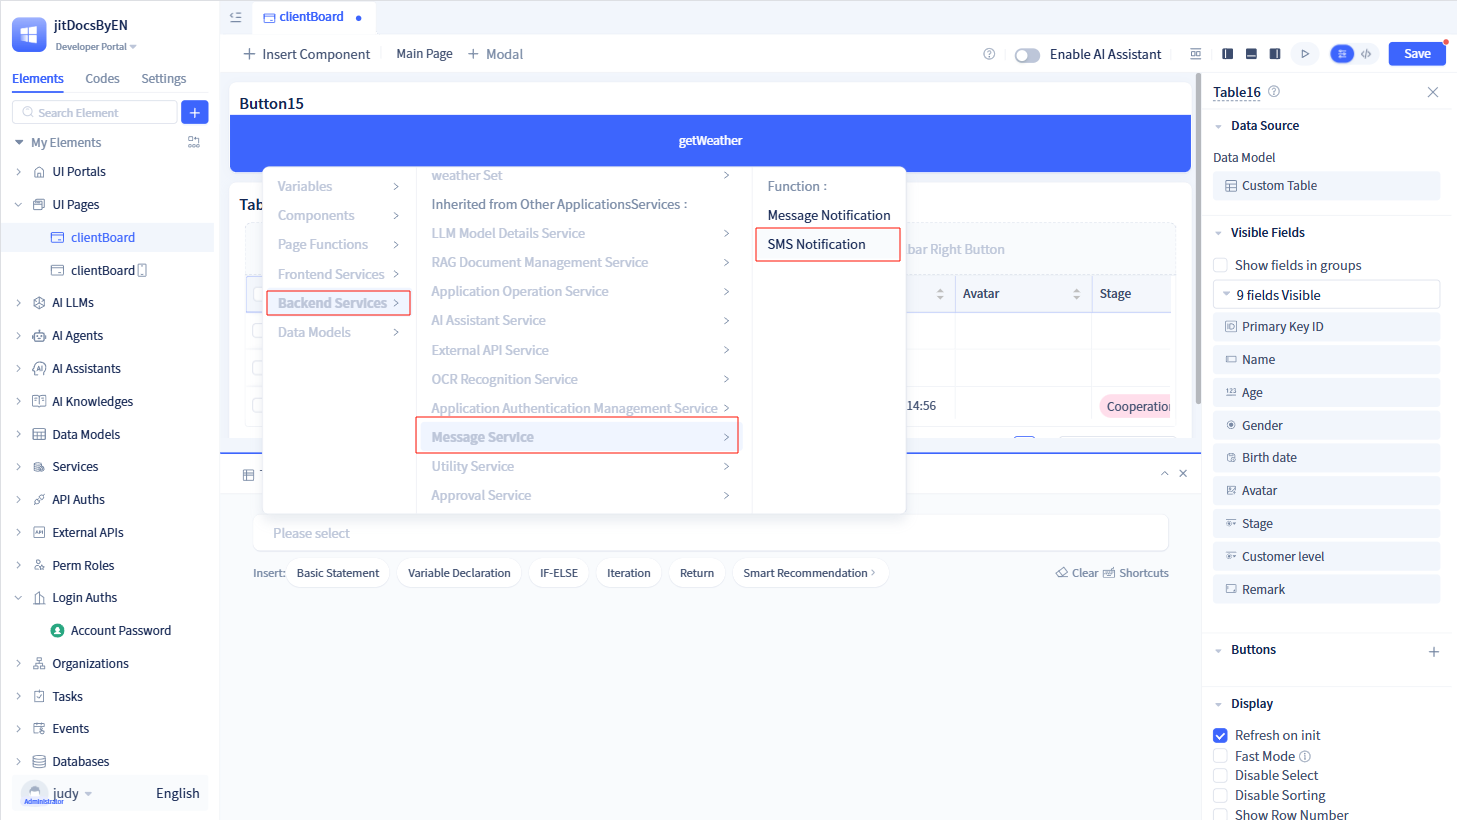 jitDocsByEN
Developer Portal
Elements
Codes
Settings
Search Element
My Elements
UI Portals
UI Pages
clientBoard
clientBoard
AI LLMs
AI Agents
AI Assistants
AI Knowledges
Data Models
Services
API Auths
External APIs
Perm Roles
Login Auths
Account Password
Organizations
Tasks
Events
Databases
judy
Administrator
English
clientBoard
Insert Component
Main Page
Modal
Enable AI Assistant
Save
Button15
getWeather
Tab
bar Right Button
Avatar
Stage
14:56
Cooperation
Variables
Components
Page Functions
Frontend Services
Backend Services
Data Models
weather Set
Inherited from Other ApplicationsServices :
LLM Model Details Service
RAG Document Management Service
Application Operation Service
AI Assistant Service
External API Service
OCR Recognition Service
Application Authentication Management Service
Message Service
Utility Service
Approval Service
Function :
Message Notification
SMS Notification
Please select
Insert:
Basic Statement
Variable Declaration
IF-ELSE
Iteration
Return
Smart Recommendation
Clear
Shortcuts
Table16
Data Source
Data Model
Custom Table
Visible Fields
Show fields in groups
9 fields Visible
Primary Key ID
Name
Age
Gender
Birth date
Avatar
Stage
Customer level
Remark
Buttons
Display
Refresh on init
Fast Mode
Disable Select
Disable Sorting
Show Row Number